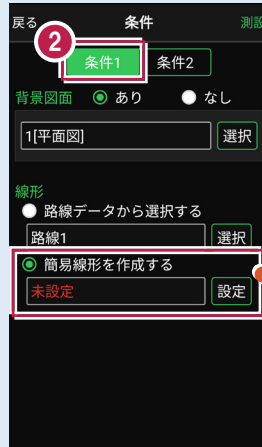 戻る 条件 測設
2
条件1 条件2
背景図面 あり なし
1[平面図] 選択
線形
路線データから選択する
路線1 選択
簡易線形を作成する
未設定 設定